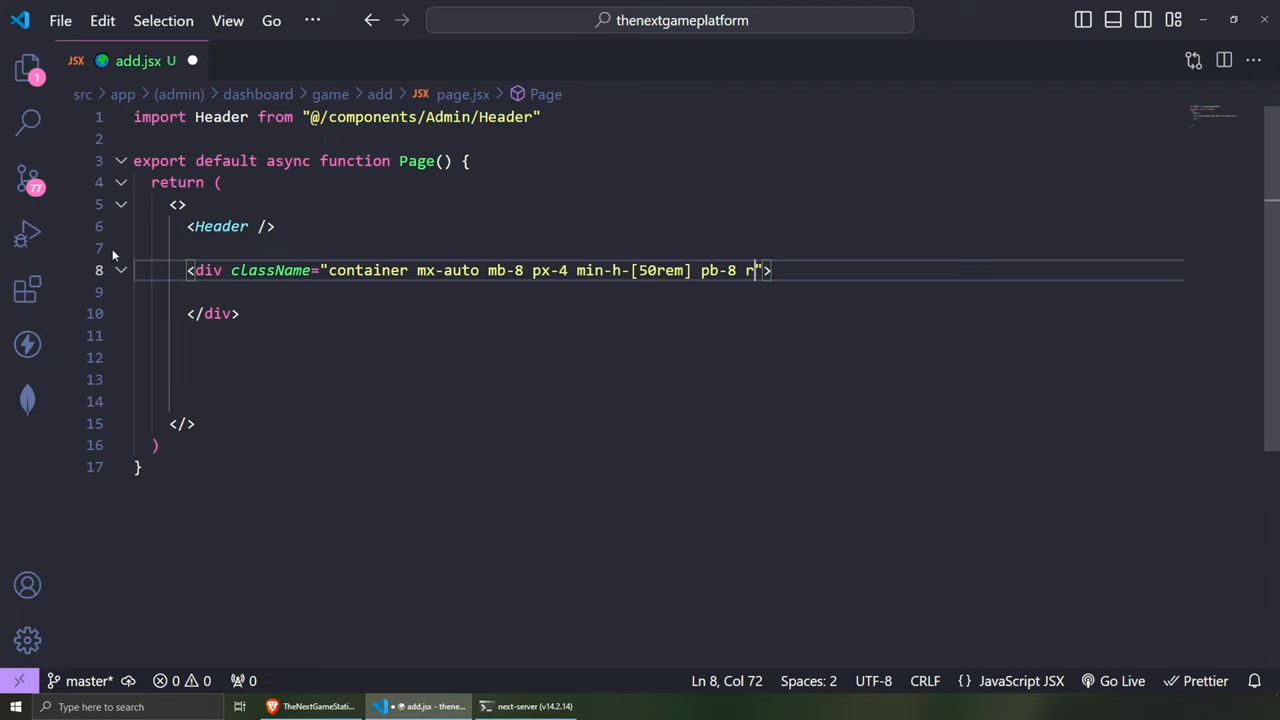 File Edit Selection View Go ··· thenextgameplatform
JSX add.jsx U
src > app > (admin) > dashboard > game > add > JSX page.jsx > Page
1 import Header from "@/components/Admin/Header"
2
3 export default async function Page() {
4 return (
5 <>
6 <Header />
7
8 <div className="container mx-auto mb-8 px-4 min-h-[50rem] pb-8 r">
9
10 </div>
11
12
13
14
15 </>
16 )
17 }
1
77
master* 0 0 0 Ln 8, Col 72 Spaces: 2 UTF-8 CRLF {} JavaScript JSX Go Live Prettier
Type here to search TheNextGameStati... add.jsx - thene... next-server (v14.2.14)